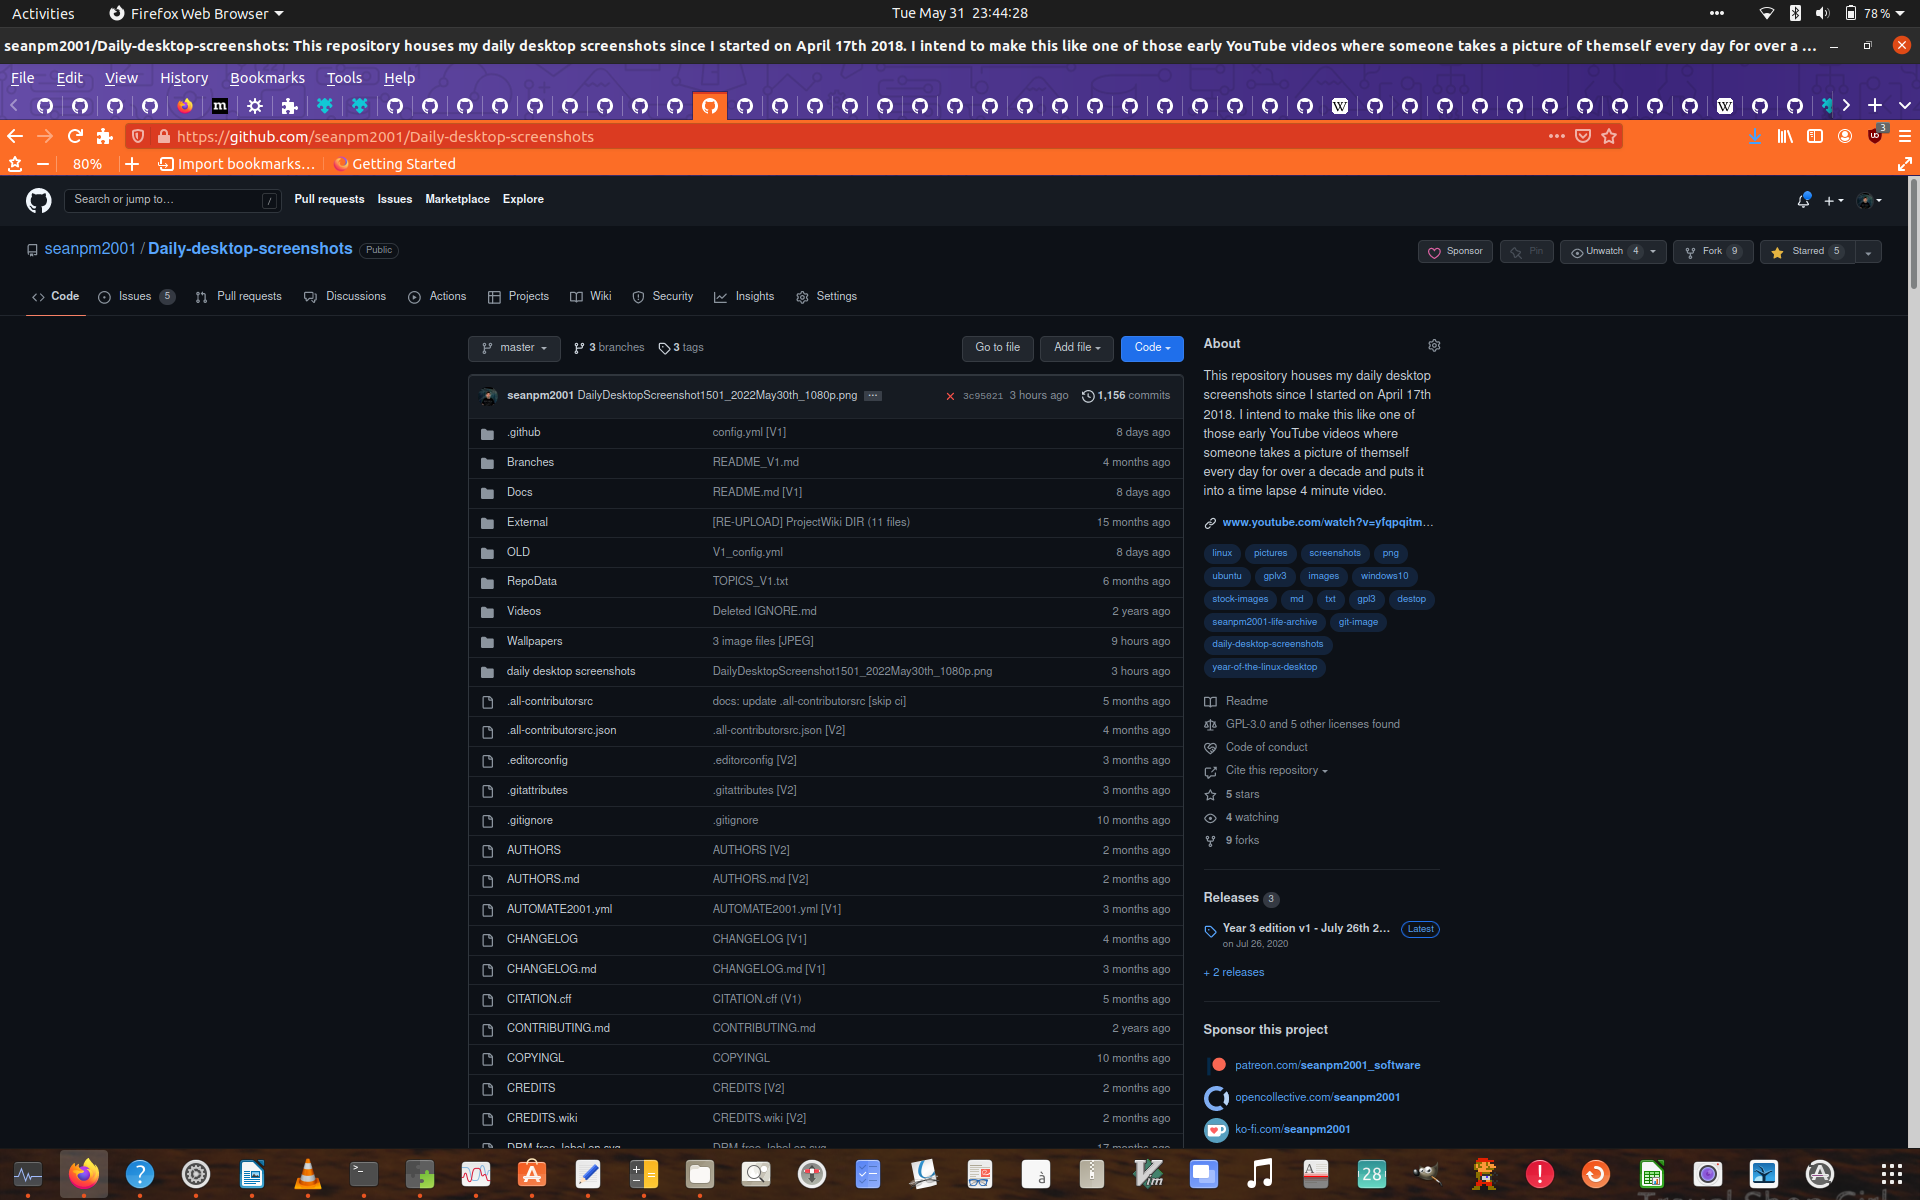 Activities
Firefox Web Browser
Tue May 31 23:44:28
78 %
seanpm2001/Daily-desktop-screenshots: This repository houses my daily desktop screenshots since I started on April 17th 2018. I intend to make this like one of those early YouTube videos where someone takes a picture of themself every day for over a ...
File Edit View History Bookmarks Tools Help
https://github.com/seanpm2001/Daily-desktop-screenshots
3
80%
Import bookmarks...
Getting Started
Search or jump to...
/
Pull requests Issues Marketplace Explore
seanpm2001 / Daily-desktop-screenshots Public
Sponsor
Pin
Unwatch 4
Fork 9
Starred 5
Code
Issues 5
Pull requests
Discussions
Actions
Projects
Wiki
Security
Insights
Settings
master
3 branches
3 tags
Go to file
Add file
Code
seanpm2001 DailyDesktopScreenshot1501_2022May30th_1080p.png ... 3c95021 3 hours ago 1,156 commits
.github config.yml [V1] 8 days ago
Branches README_V1.md 4 months ago
Docs README.md [V1] 8 days ago
External [RE-UPLOAD] ProjectWiki DIR (11 files) 15 months ago
OLD V1_config.yml 8 days ago
RepoData TOPICS_V1.txt 6 months ago
Videos Deleted IGNORE.md 2 years ago
Wallpapers 3 image files [JPEG] 9 hours ago
daily desktop screenshots DailyDesktopScreenshot1501_2022May30th_1080p.png 3 hours ago
.all-contributorsrc docs: update .all-contributorsrc [skip ci] 5 months ago
.all-contributorsrc.json .all-contributorsrc.json [V2] 4 months ago
.editorconfig .editorconfig [V2] 3 months ago
.gitattributes .gitattributes [V2] 3 months ago
.gitignore .gitignore 10 months ago
AUTHORS AUTHORS [V2] 2 months ago
AUTHORS.md AUTHORS.md [V2] 2 months ago
AUTOMATE2001.yml AUTOMATE2001.yml [V1] 3 months ago
CHANGELOG CHANGELOG [V1] 4 months ago
CHANGELOG.md CHANGELOG.md [V1] 3 months ago
CITATION.cff CITATION.cff (V1) 5 months ago
CONTRIBUTING.md CONTRIBUTING.md 2 years ago
COPYINGL COPYINGL 10 months ago
CREDITS CREDITS [V2] 2 months ago
CREDITS.wiki CREDITS.wiki [V2] 2 months ago
About
This repository houses my daily desktop
screenshots since I started on April 17th
2018. I intend to make this like one of
those early YouTube videos where
someone takes a picture of themself
every day for over a decade and puts it
into a time lapse 4 minute video.
www.youtube.com/watch?v=yfqpqitm...
linux pictures screenshots png
ubuntu gplv3 images windows10
stock-images md txt gpl3 destop
seanpm2001-life-archive git-image
daily-desktop-screenshots
year-of-the-linux-desktop
Readme
GPL-3.0 and 5 other licenses found
Code of conduct
Cite this repository
5 stars
4 watching
9 forks
Releases 3
Year 3 edition v1 - July 26th 2... Latest
on Jul 26, 2020
+ 2 releases
Sponsor this project
patreon.com/seanpm2001_software
opencollective.com/seanpm2001
ko-fi.com/seanpm2001
28